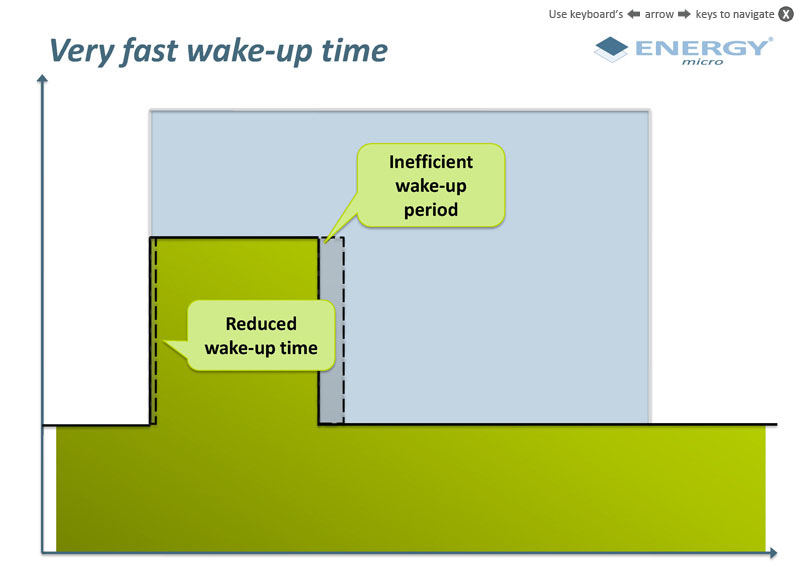 Use keyboard's arrow keys to navigate X
Very fast wake-up time
ENERGY®
micro
Inefficient
wake-up
period
Reduced
wake-up time